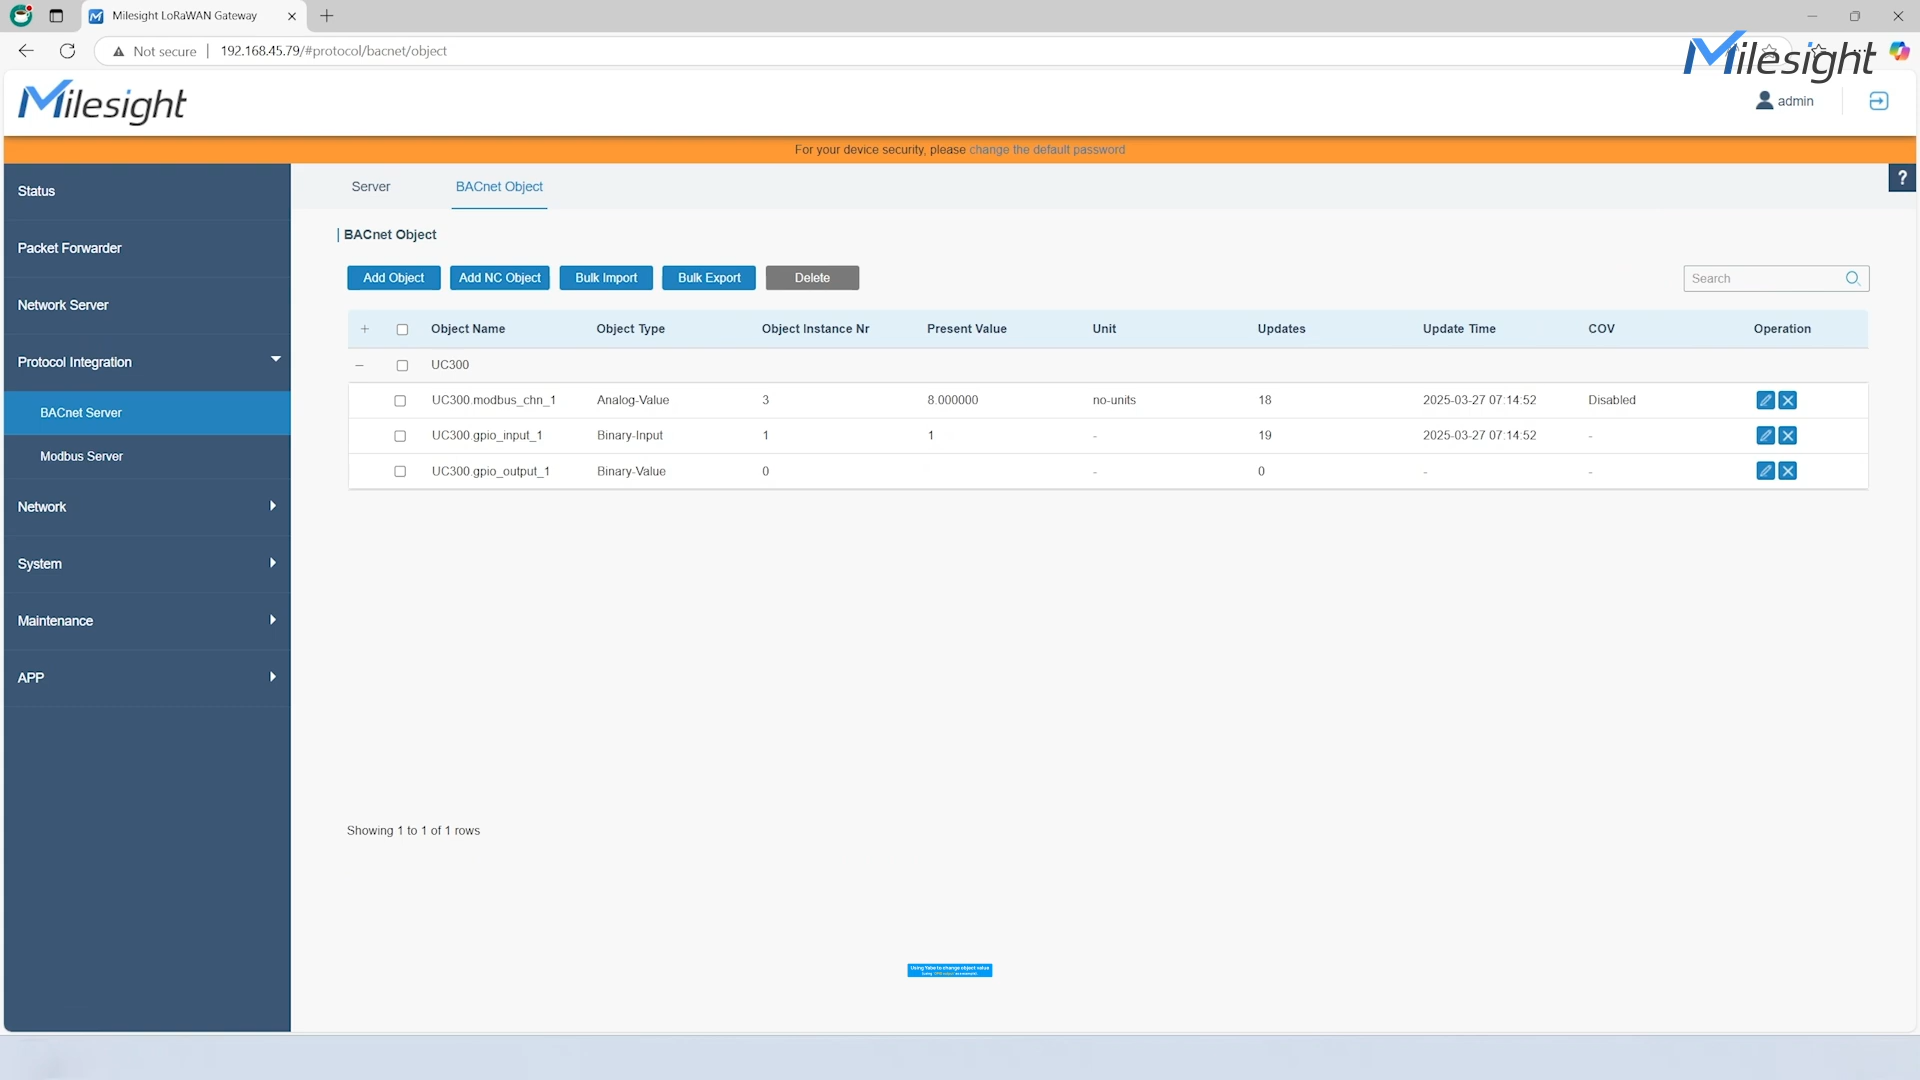 Milesight LoRaWAN Gateway
Not secure
192.168.45.79/#protocol/bacnet/object
Milesight
Milesight
admin
For your device security, please change the default password
?
Status
Packet Forwarder
Network Server
Protocol Integration
BACnet Server
Modbus Server
Network
System
Maintenance
APP
Server BACnet Object
BACnet Object
Add Object Add NC Object Bulk Import Bulk Export Delete Search
+ Object Name Object Type Object Instance Nr Present Value Unit Updates Update Time COV Operation
− UC300
UC300.modbus_chn_1 Analog-Value 3 8.000000 no-units 18 2025-03-27 07:14:52 Disabled
UC300.gpio_input_1 Binary-Input 1 1 - 19 2025-03-27 07:14:52 -
UC300.gpio_output_1 Binary-Value 0 - 0 - -
Showing 1 to 1 of 1 rows
Using Yabe to change object value